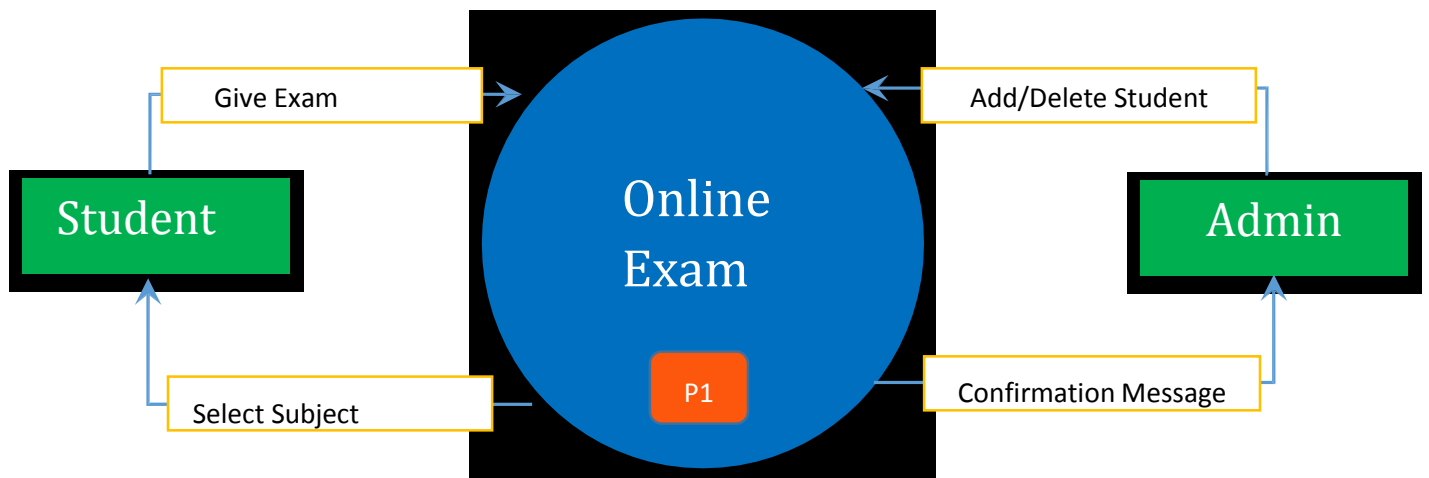 Give Exam
Add/Delete Student
Student
Online
Exam
Admin
P1
Select Subject
Confirmation Message